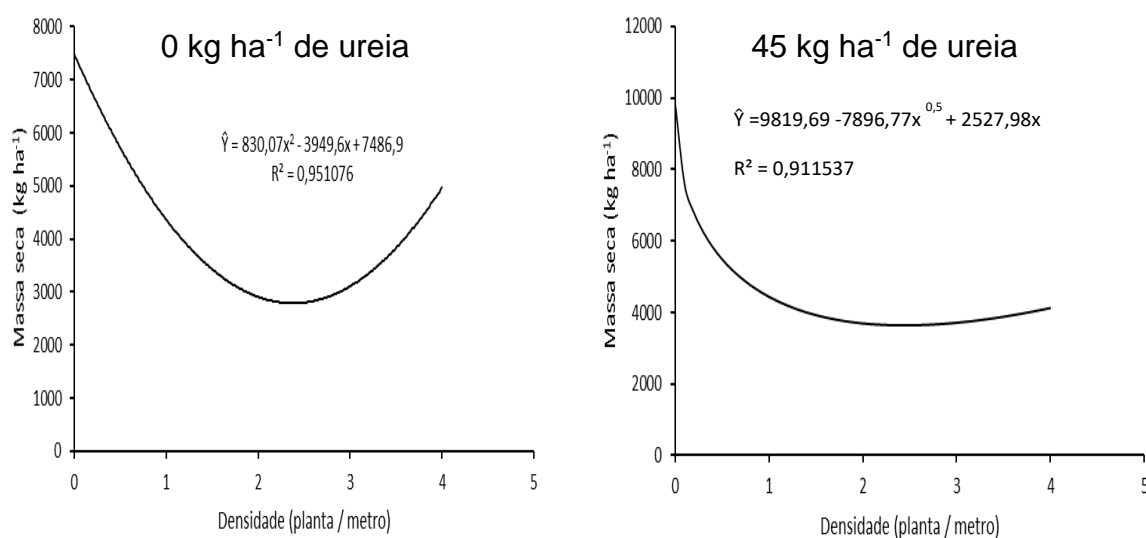 0 kg ha⁻¹ de ureia
8000
7000
6000
5000
4000
3000
2000
1000
0
Massa seca (kg ha⁻¹)
Ŷ = 830,07x² - 3949,6x + 7486,9
R² = 0,951076
0 1 2 3 4 5
Densidade (planta / metro)
45 kg ha⁻¹ de ureia
12000
10000
8000
6000
4000
2000
0
Massa seca (kg ha⁻¹)
Ŷ =9819,69 -7896,77x ⁰,⁵ + 2527,98x
R² = 0,911537
0 1 2 3 4 5
Densidade (planta / metro)